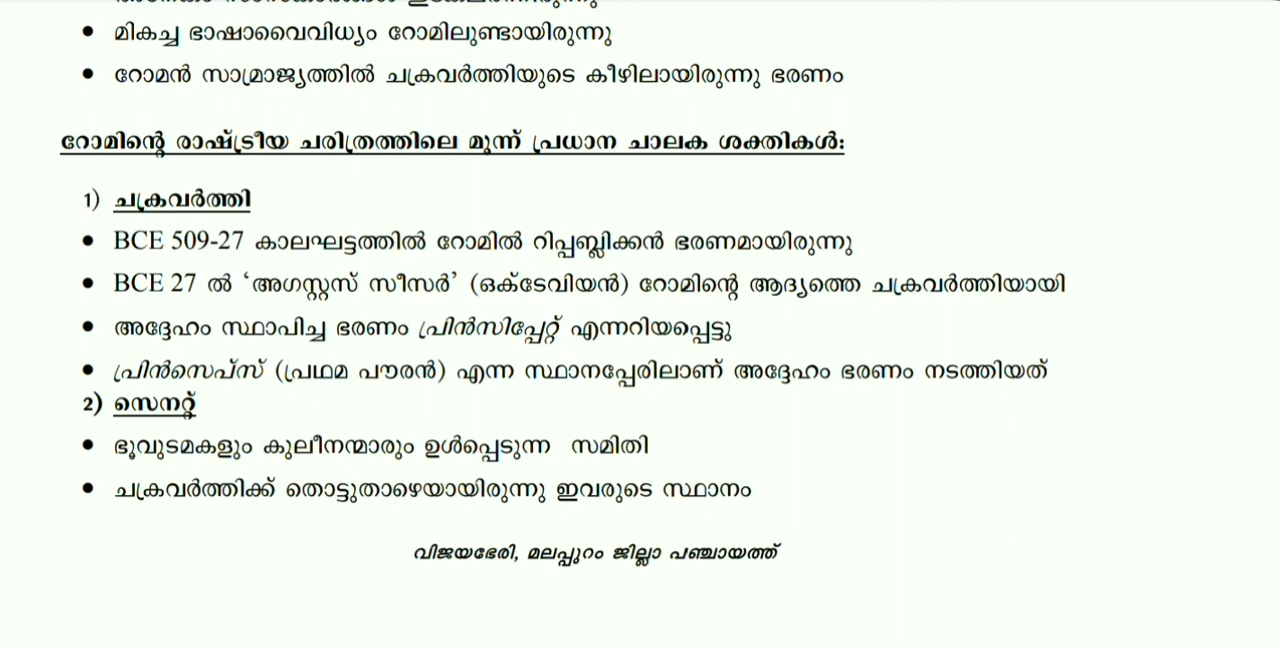 • മികച്ച ഭാഷാവൈവിധ്യം റോമിലുണ്ടായിരുന്നു
• റോമൻ സാമ്രാജ്യത്തിൽ ചക്രവർത്തിയുടെ കീഴിലായിരുന്നു ഭരണം
റോമിന്റെ രാഷ്ട്രീയ ചരിത്രത്തിലെ മൂന്ന് പ്രധാന ചാലക ശക്തികൾ:
1) ചക്രവർത്തി
• BCE 509-27 കാലഘട്ടത്തിൽ റോമിൽ റിപ്പബ്ലിക്കൻ ഭരണമായിരുന്നു
• BCE 27 ൽ ‘അഗസ്റ്റസ് സീസർ’ (ഒക്ടേവിയൻ) റോമിന്റെ ആദ്യത്തെ ചക്രവർത്തിയായി
• അദ്ദേഹം സ്ഥാപിച്ച ഭരണം പ്രിൻസിപ്പേറ്റ് എന്നറിയപ്പെട്ടു
• പ്രിൻസെപ്സ് (പ്രഥമ പൗരൻ) എന്ന സ്ഥാനപ്പേരിലാണ് അദ്ദേഹം ഭരണം നടത്തിയത്
2) സെനറ്റ്
• ഭൂവുടമകളും കുലീനന്മാരും ഉൾപ്പെടുന്ന സമിതി
• ചക്രവർത്തിക്ക് തൊട്ടുതാഴെയായിരുന്നു ഇവരുടെ സ്ഥാനം
വിജയഭേരി, മലപ്പുറം ജില്ലാ പഞ്ചായത്ത്